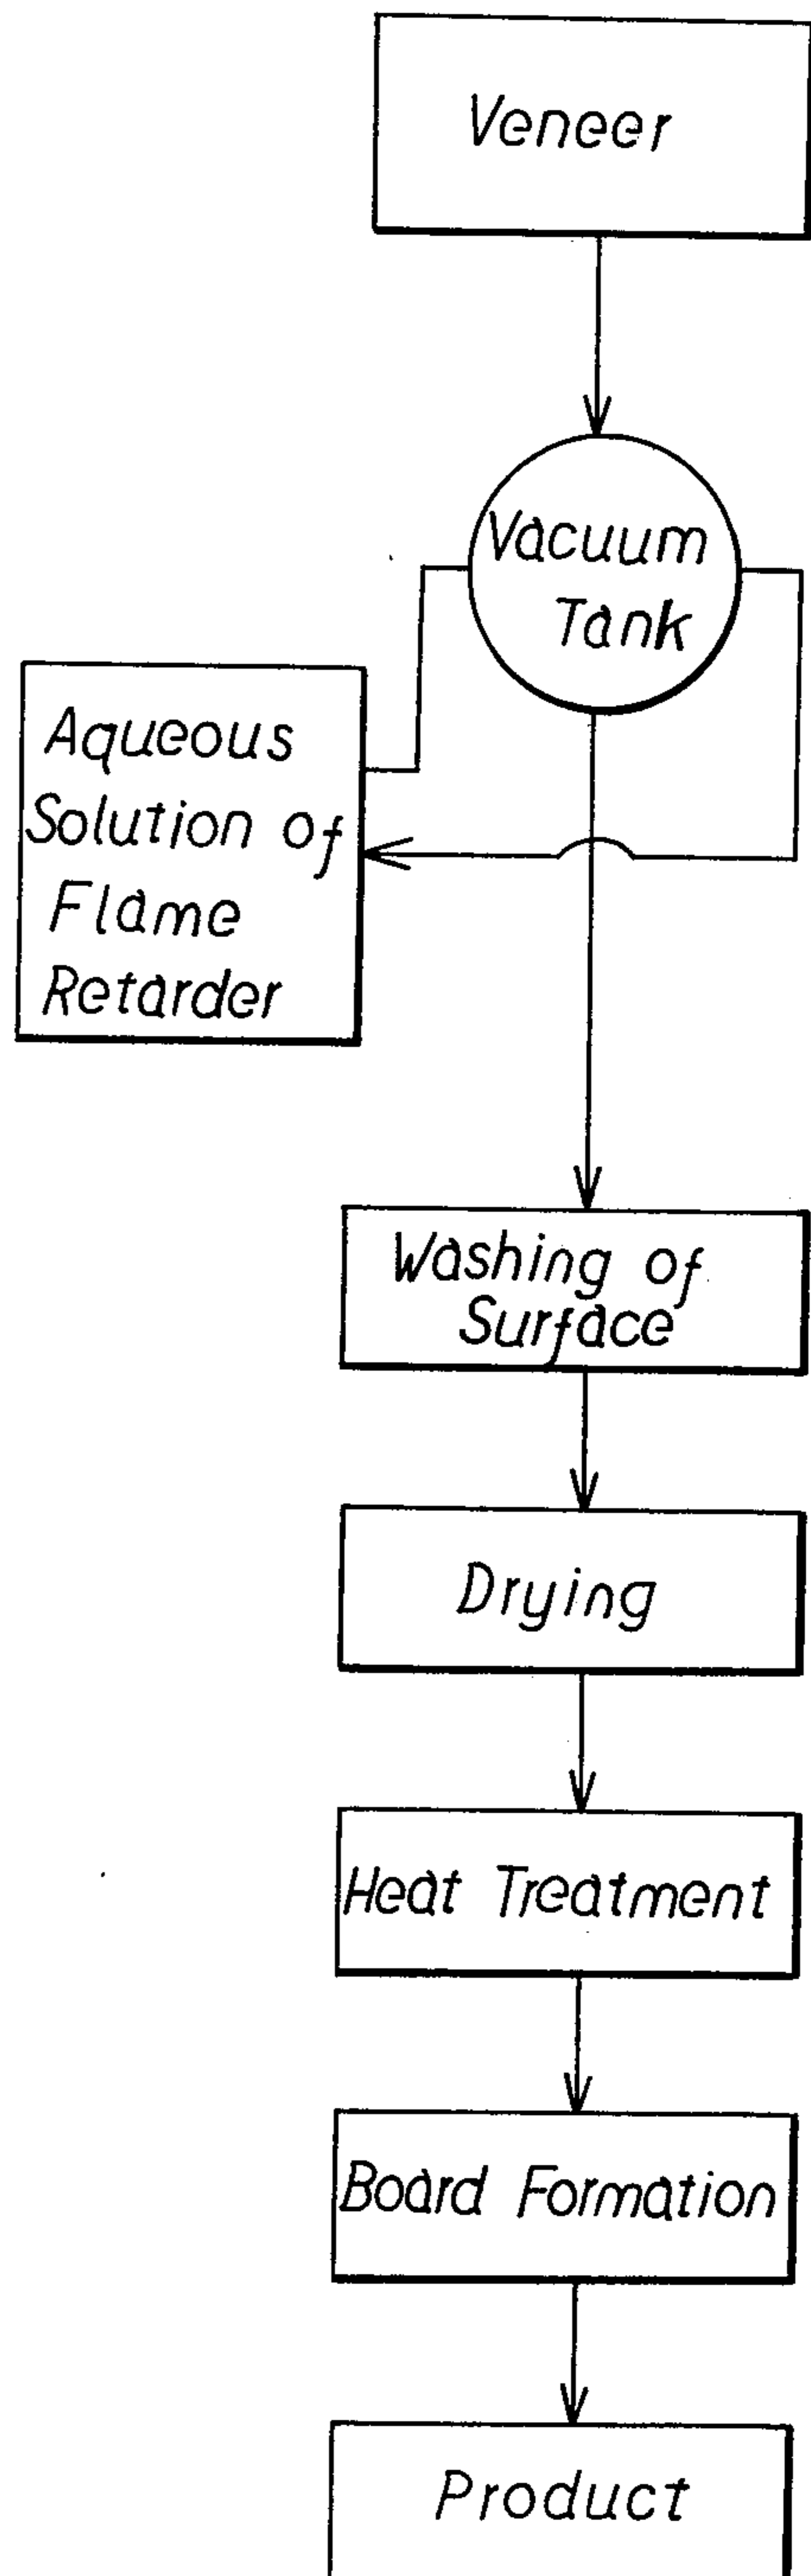 Veneer
Vacuum
Tank
Aqueous
Solution of
Flame
Retarder
Washing of
Surface
Drying
Heat Treatment
Board Formation
Product